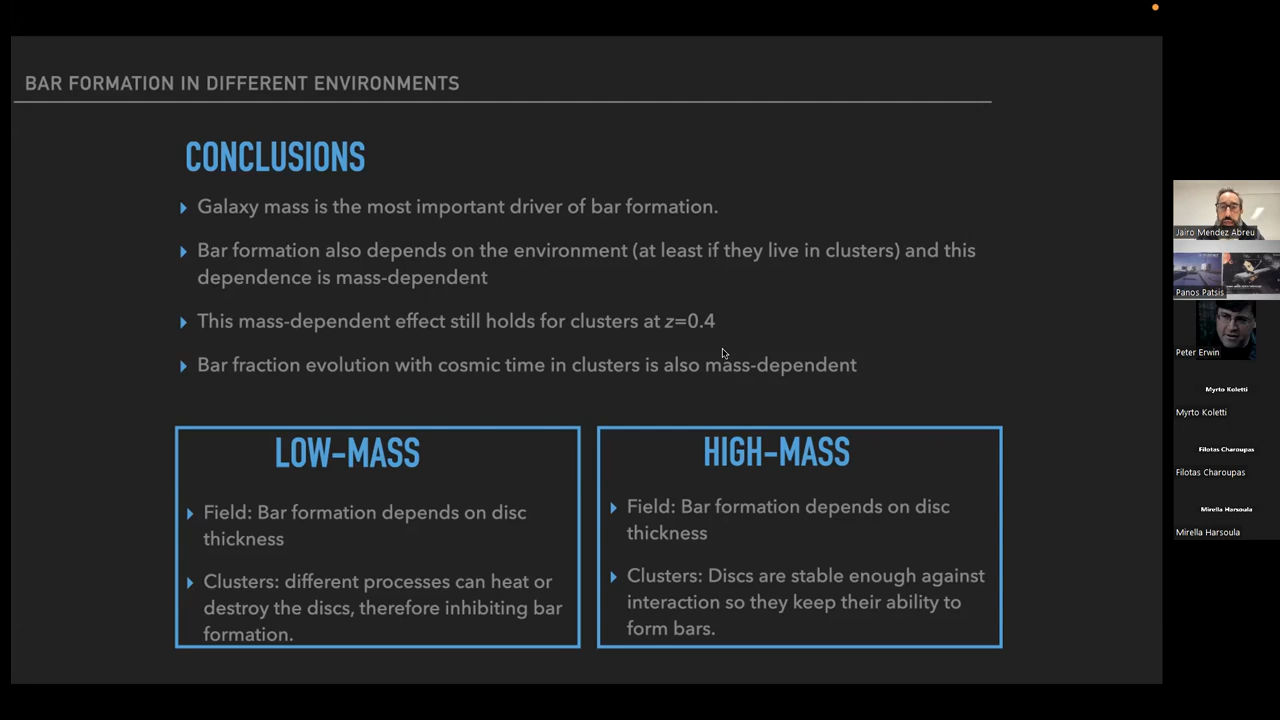 BAR FORMATION IN DIFFERENT ENVIRONMENTS
CONCLUSIONS
Galaxy mass is the most important driver of bar formation.
Bar formation also depends on the environment (at least if they live in clusters) and this
dependence is mass-dependent
This mass-dependent effect still holds for clusters at z=0.4
Bar fraction evolution with cosmic time in clusters is also mass-dependent
LOW-MASS
Field: Bar formation depends on disc
thickness
Clusters: different processes can heat or
destroy the discs, therefore inhibiting bar
formation.
HIGH-MASS
Field: Bar formation depends on disc
thickness
Clusters: Discs are stable enough against
interaction so they keep their ability to
form bars.
Jairo Mendez Abreu
Panos Patsis
Peter Erwin
Myrto Koletti
Myrto Koletti
Filotas Charoupas
Filotas Charoupas
Mirella Harsoula
Mirella Harsoula